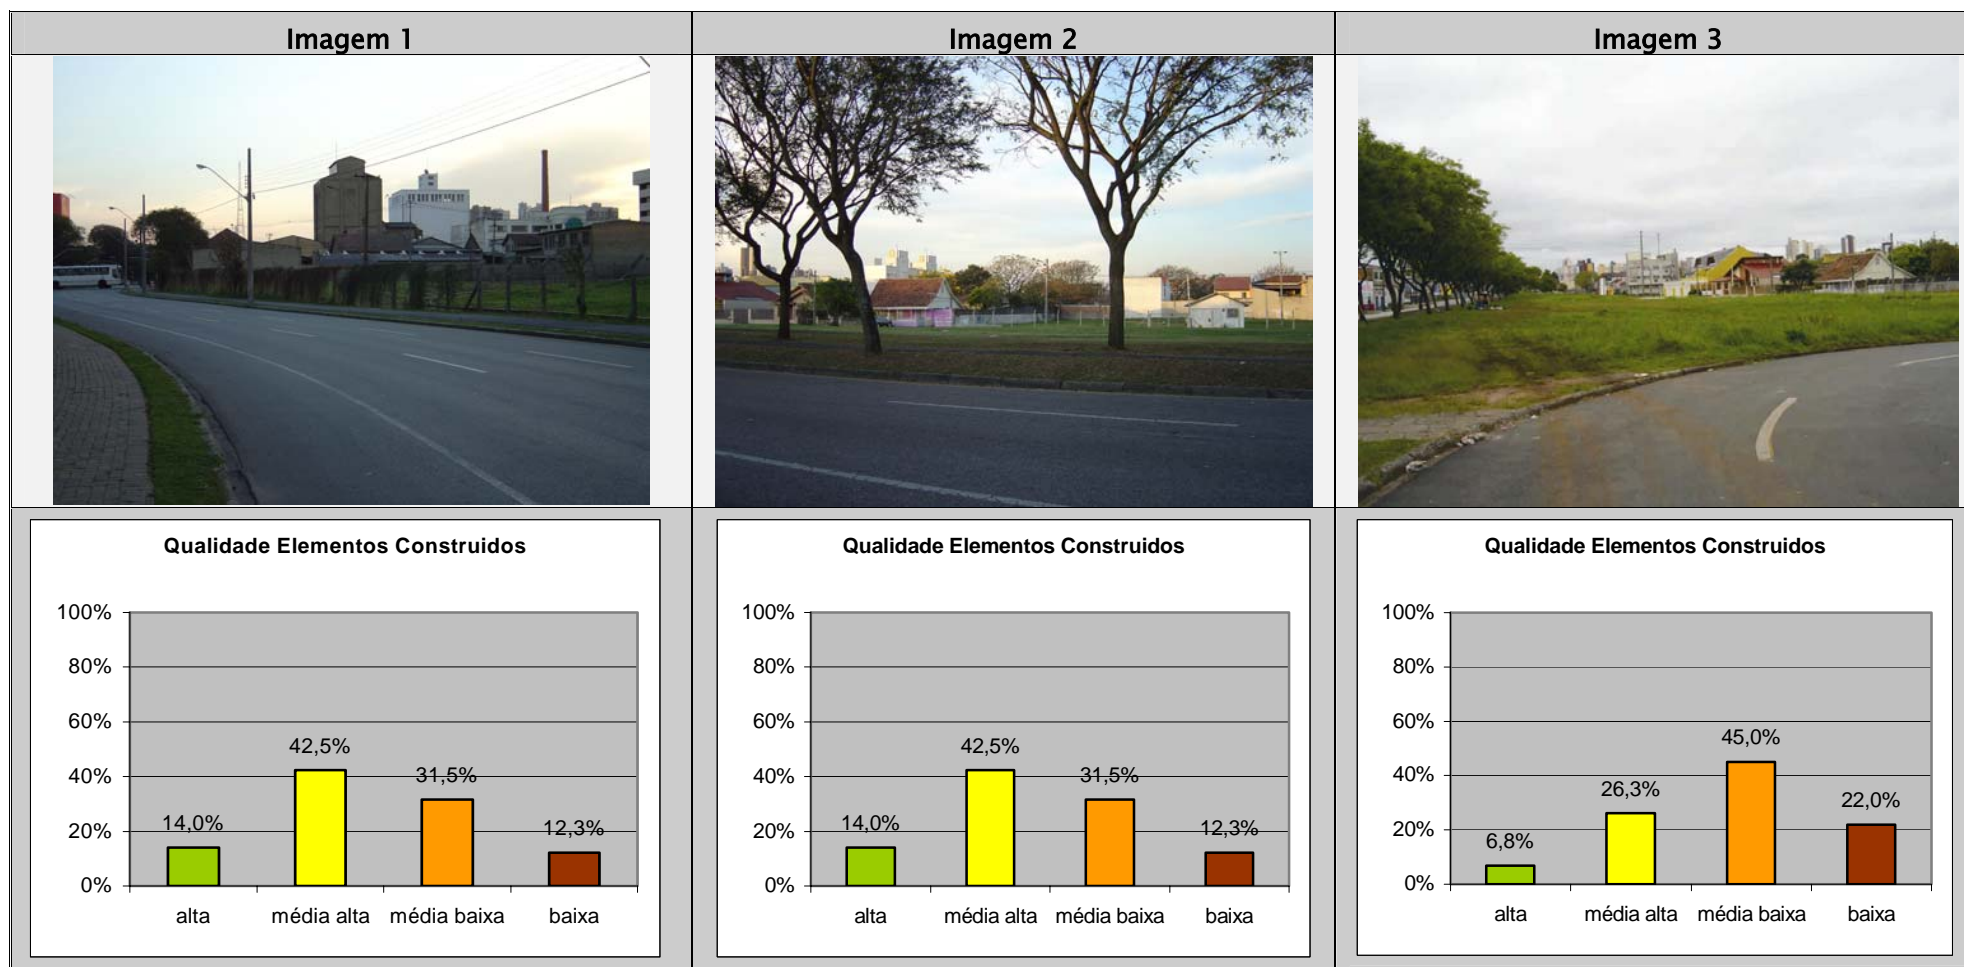 Imagem 1
Imagem 2
Imagem 3
Qualidade Elementos Construidos
100%
80%
60%
40%
20%
0%
14,0%
42,5%
31,5%
12,3%
alta
média alta
média baixa
baixa
Qualidade Elementos Construidos
100%
80%
60%
40%
20%
0%
14,0%
42,5%
31,5%
12,3%
alta
média alta
média baixa
baixa
Qualidade Elementos Construidos
100%
80%
60%
40%
20%
0%
6,8%
26,3%
45,0%
22,0%
alta
média alta
média baixa
baixa